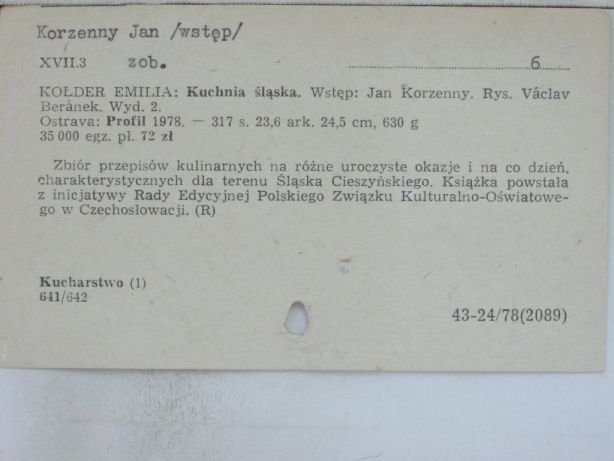 Korzenny Jan /wstęp/
XVII.3 zob. 6
KOŁDER EMILIA: Kuchnia śląska. Wstęp: Jan Korzenny. Rys. Václav
Beránek. Wyd. 2.
Ostrava: Profil 1978. — 317 s. 23,6 ark. 24,5 cm, 630 g
35 000 egz. pł. 72 zł
Zbiór przepisów kulinarnych na różne uroczyste okazje i na co dzień,
charakterystycznych dla terenu Śląska Cieszyńskiego. Książka powstała
z inicjatywy Rady Edycyjnej Polskiego Związku Kulturalno-Oświatowe-
go w Czechosłowacji. (R)
Kucharstwo (1)
641/642
43-24/78(2089)